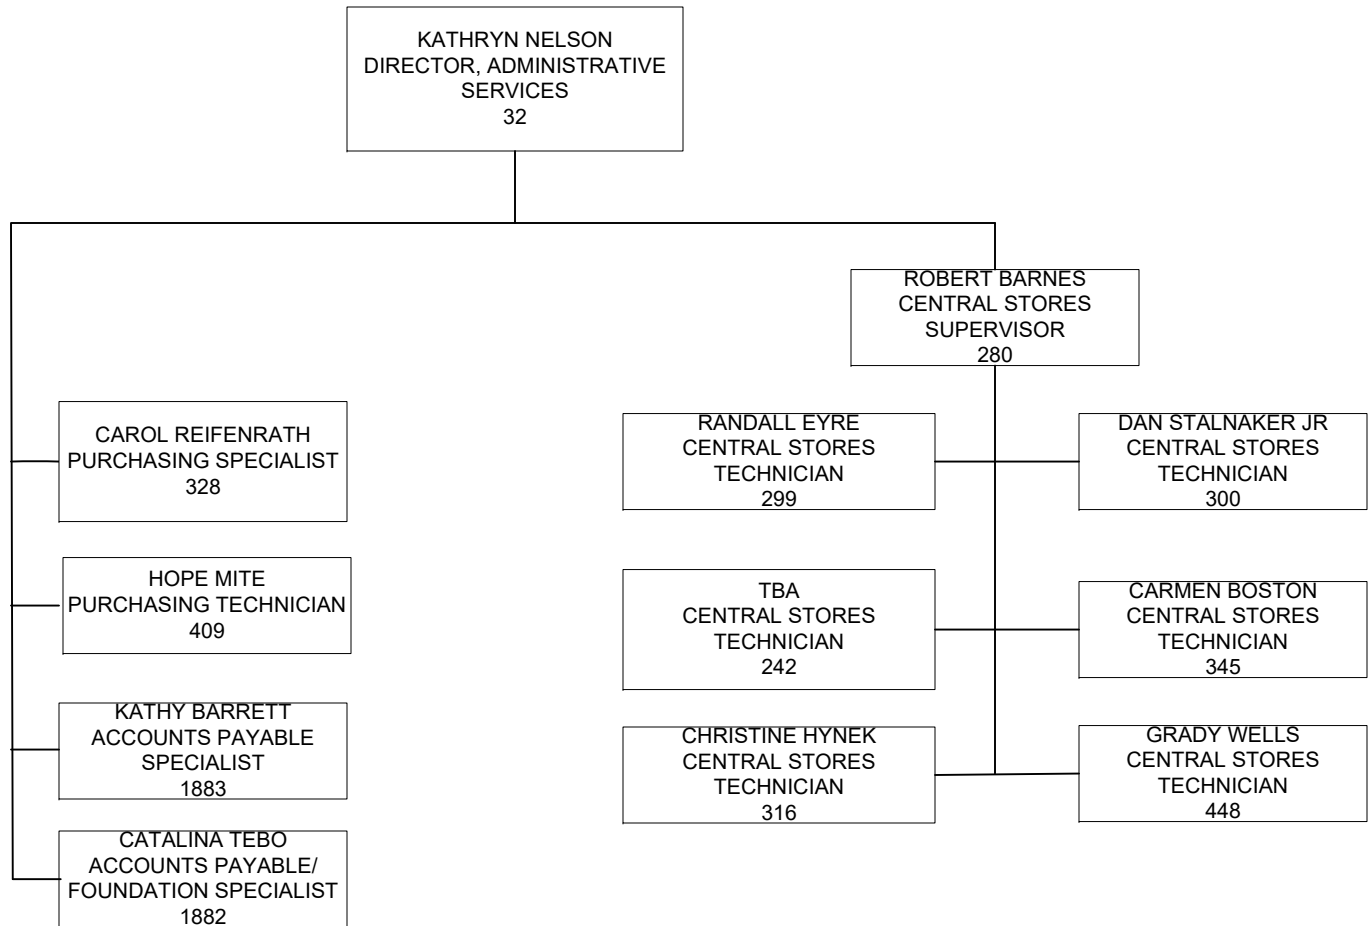 KATHRYN NELSON
DIRECTOR, ADMINISTRATIVE
SERVICES
32
ROBERT BARNES
CENTRAL STORES
SUPERVISOR
280
CAROL REIFENRATH
PURCHASING SPECIALIST
328
HOPE MITE
PURCHASING TECHNICIAN
409
KATHY BARRETT
ACCOUNTS PAYABLE
SPECIALIST
1883
CATALINA TEBO
ACCOUNTS PAYABLE/
FOUNDATION SPECIALIST
1882
RANDALL EYRE
CENTRAL STORES
TECHNICIAN
299
DAN STALNAKER JR
CENTRAL STORES
TECHNICIAN
300
TBA
CENTRAL STORES
TECHNICIAN
242
CARMEN BOSTON
CENTRAL STORES
TECHNICIAN
345
CHRISTINE HYNEK
CENTRAL STORES
TECHNICIAN
316
GRADY WELLS
CENTRAL STORES
TECHNICIAN
448